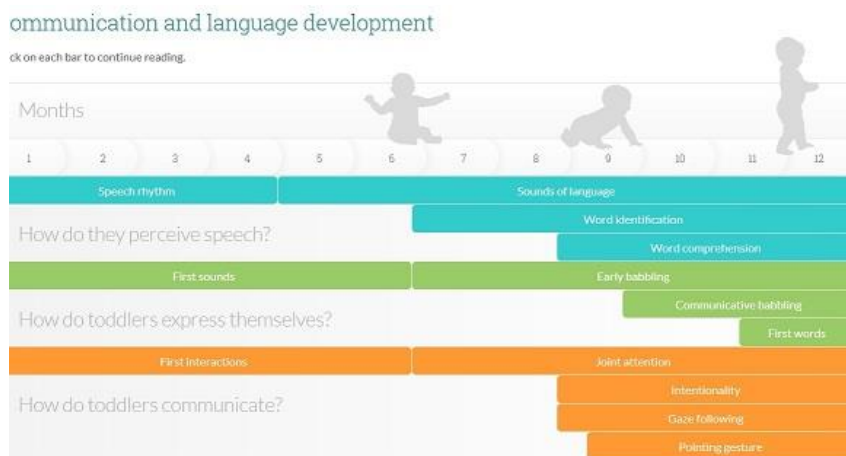 ommunication and language development
ck on each bar to continue reading.
Months
1 2 3 4 5 6 7 8 9 10 11 12
Speech rhythm Sounds of language
Word identification
How do they perceive speech?
Word comprehension
First sounds Early babbling
Communicative babbling
How do toddlers express themselves?
First words
First interactions Joint attention
Intentionality
How do toddlers communicate?
Gaze following
Pointing gesture